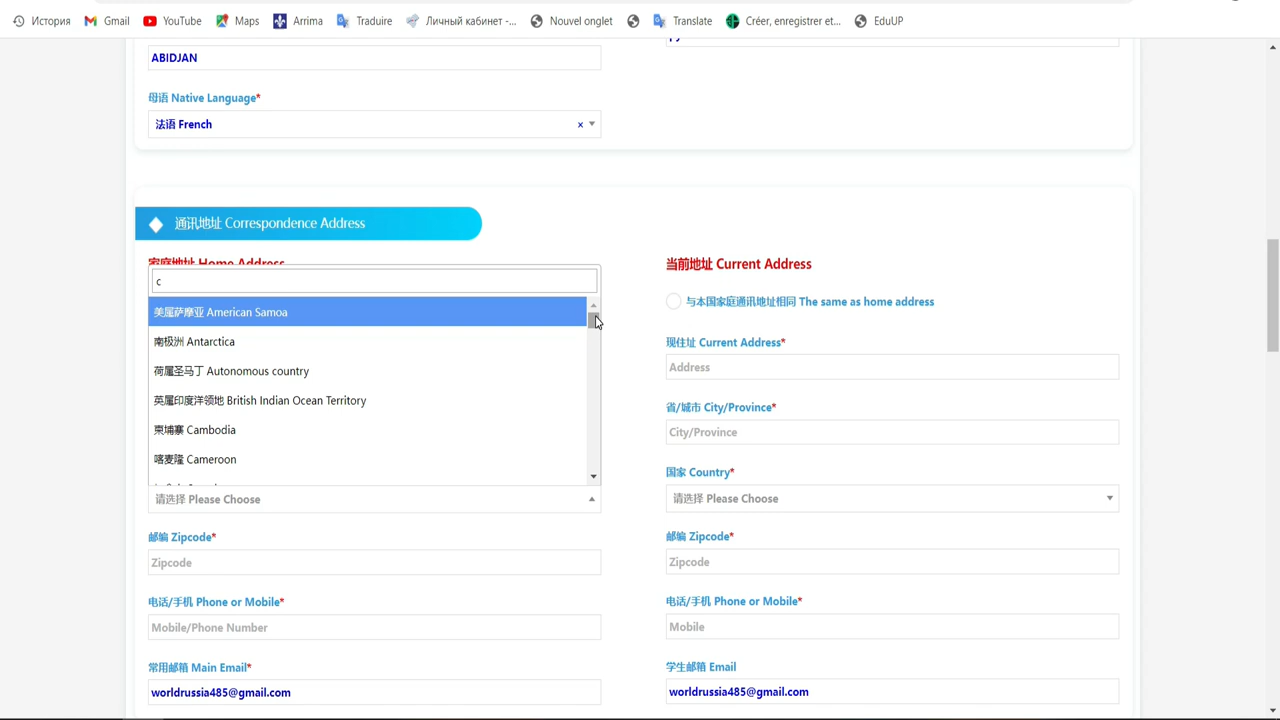 История Gmail YouTube Maps Arrima Traduire Личный кабинет -... Nouvel onglet Translate Créer, enregistrer et... EduUP
ABIDJAN
母语 Native Language*
法语 French × 
通讯地址 Correspondence Address
家庭地址 Home Address
当前地址 Current Address
c
美属萨摩亚 American Samoa
南极洲 Antarctica
荷属圣马丁 Autonomous country
英属印度洋领地 British Indian Ocean Territory
柬埔寨 Cambodia
喀麦隆 Cameroon
请选择 Please Choose
与本国家庭通讯地址相同 The same as home address
现住址 Current Address*
Address
省/城市 City/Province*
City/Province
国家 Country*
请选择 Please Choose
邮编 Zipcode*
Zipcode
邮编 Zipcode*
Zipcode
电话/手机 Phone or Mobile*
Mobile/Phone Number
电话/手机 Phone or Mobile*
Mobile
常用邮箱 Main Email*
worldrussia485@gmail.com
学生邮箱 Email
worldrussia485@gmail.com